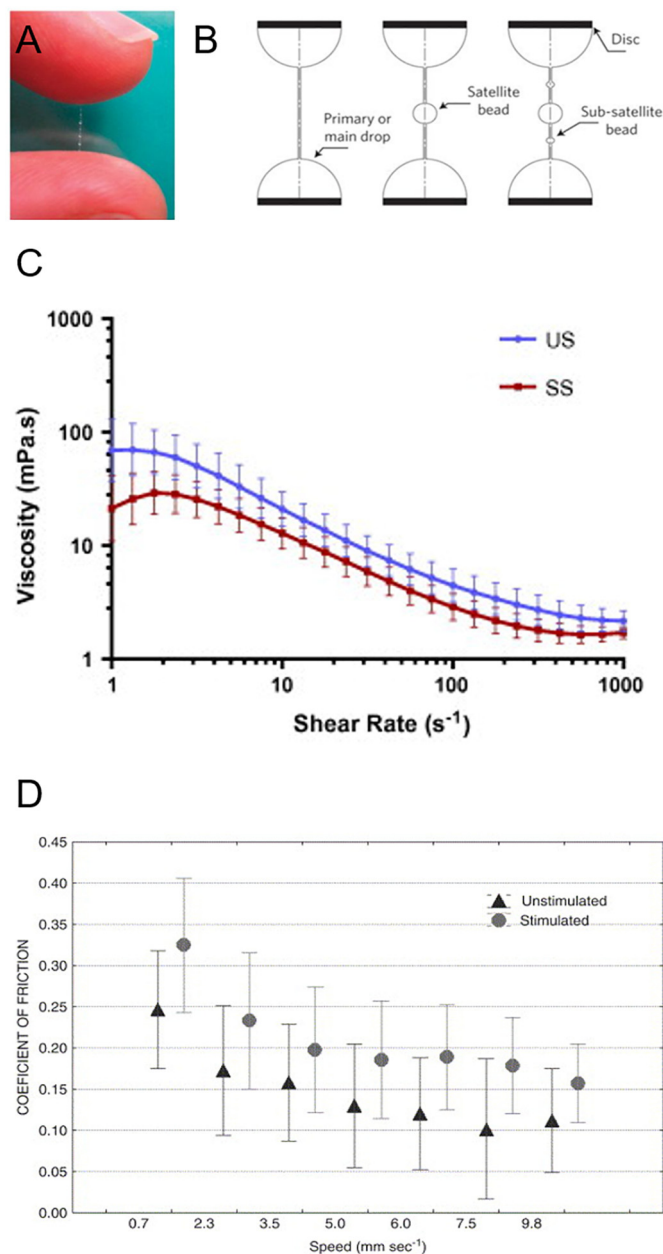 A
B
Disc
Satellite
bead
Primary or
main drop
Sub-satellite
bead
C
1000
100
10
1
Viscosity (mPa.s)
US
SS
1
10
100
1000
Shear Rate (s-1)
D
0.45
0.40
0.35
0.30
0.25
0.20
0.15
0.10
0.05
0.00
COEFICIENT OF FRICTION
Unstimulated
Stimulated
0.7
2.3
3.5
5.0
6.0
7.5
9.8
Speed (mm sec-1)